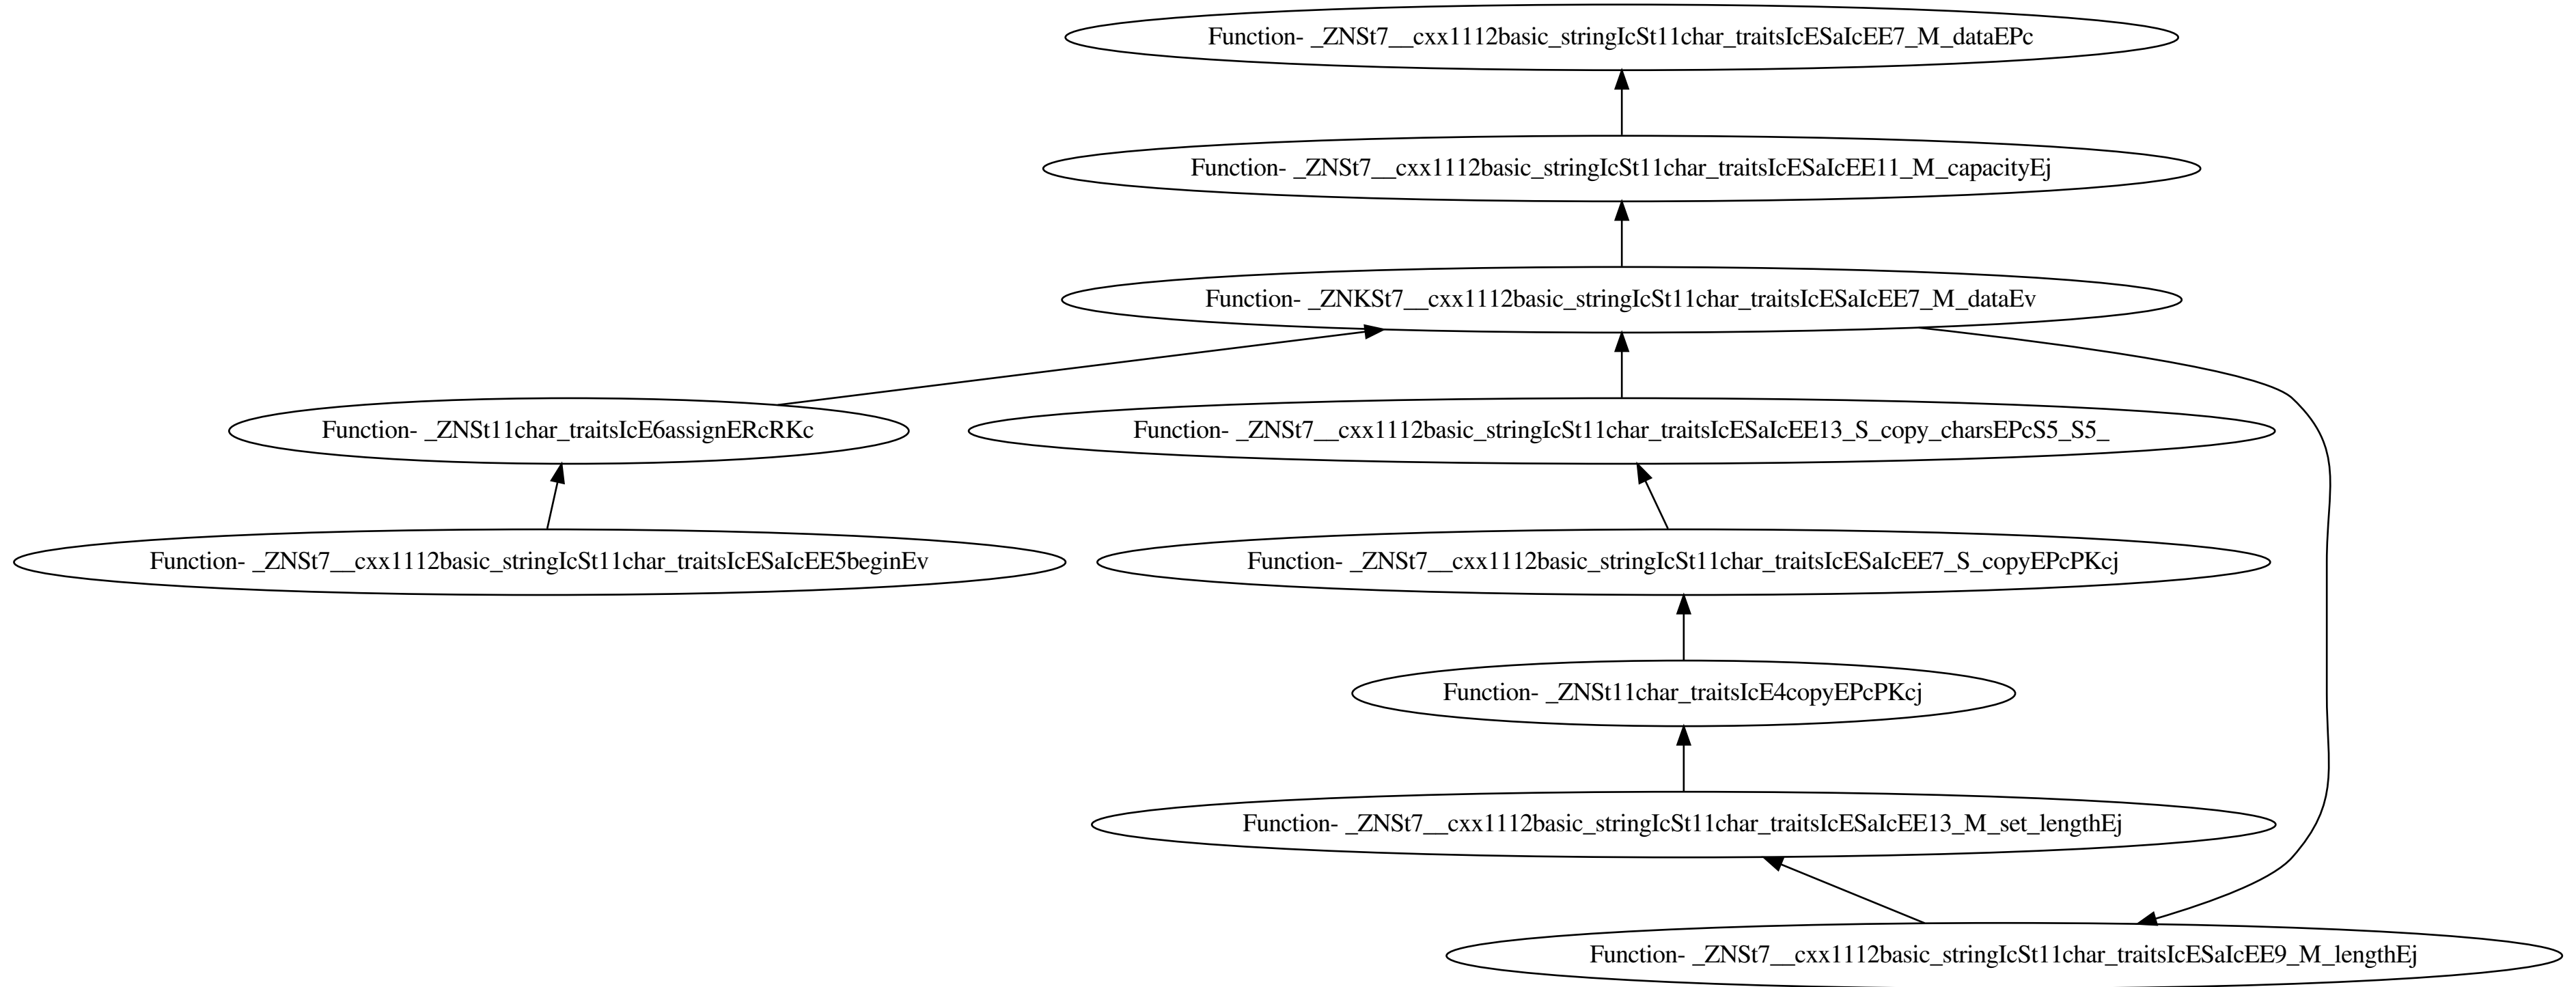 Function- _ZNSt7__cxx1112basic_stringIcSt11char_traitsIcESaIcEE7_M_dataEPc
Function- _ZNSt7__cxx1112basic_stringIcSt11char_traitsIcESaIcEE11_M_capacityEj
Function- _ZNKSt7__cxx1112basic_stringIcSt11char_traitsIcESaIcEE7_M_dataEv
Function- _ZNSt11char_traitsIcE6assignERcRKc
Function- _ZNSt7__cxx1112basic_stringIcSt11char_traitsIcESaIcEE13_S_copy_charsEPcS5_S5_
Function- _ZNSt7__cxx1112basic_stringIcSt11char_traitsIcESaIcEE5beginEv
Function- _ZNSt7__cxx1112basic_stringIcSt11char_traitsIcESaIcEE7_S_copyEPcPKcj
Function- _ZNSt11char_traitsIcE4copyEPcPKcj
Function- _ZNSt7__cxx1112basic_stringIcSt11char_traitsIcESaIcEE13_M_set_lengthEj
Function- _ZNSt7__cxx1112basic_stringIcSt11char_traitsIcESaIcEE9_M_lengthEj